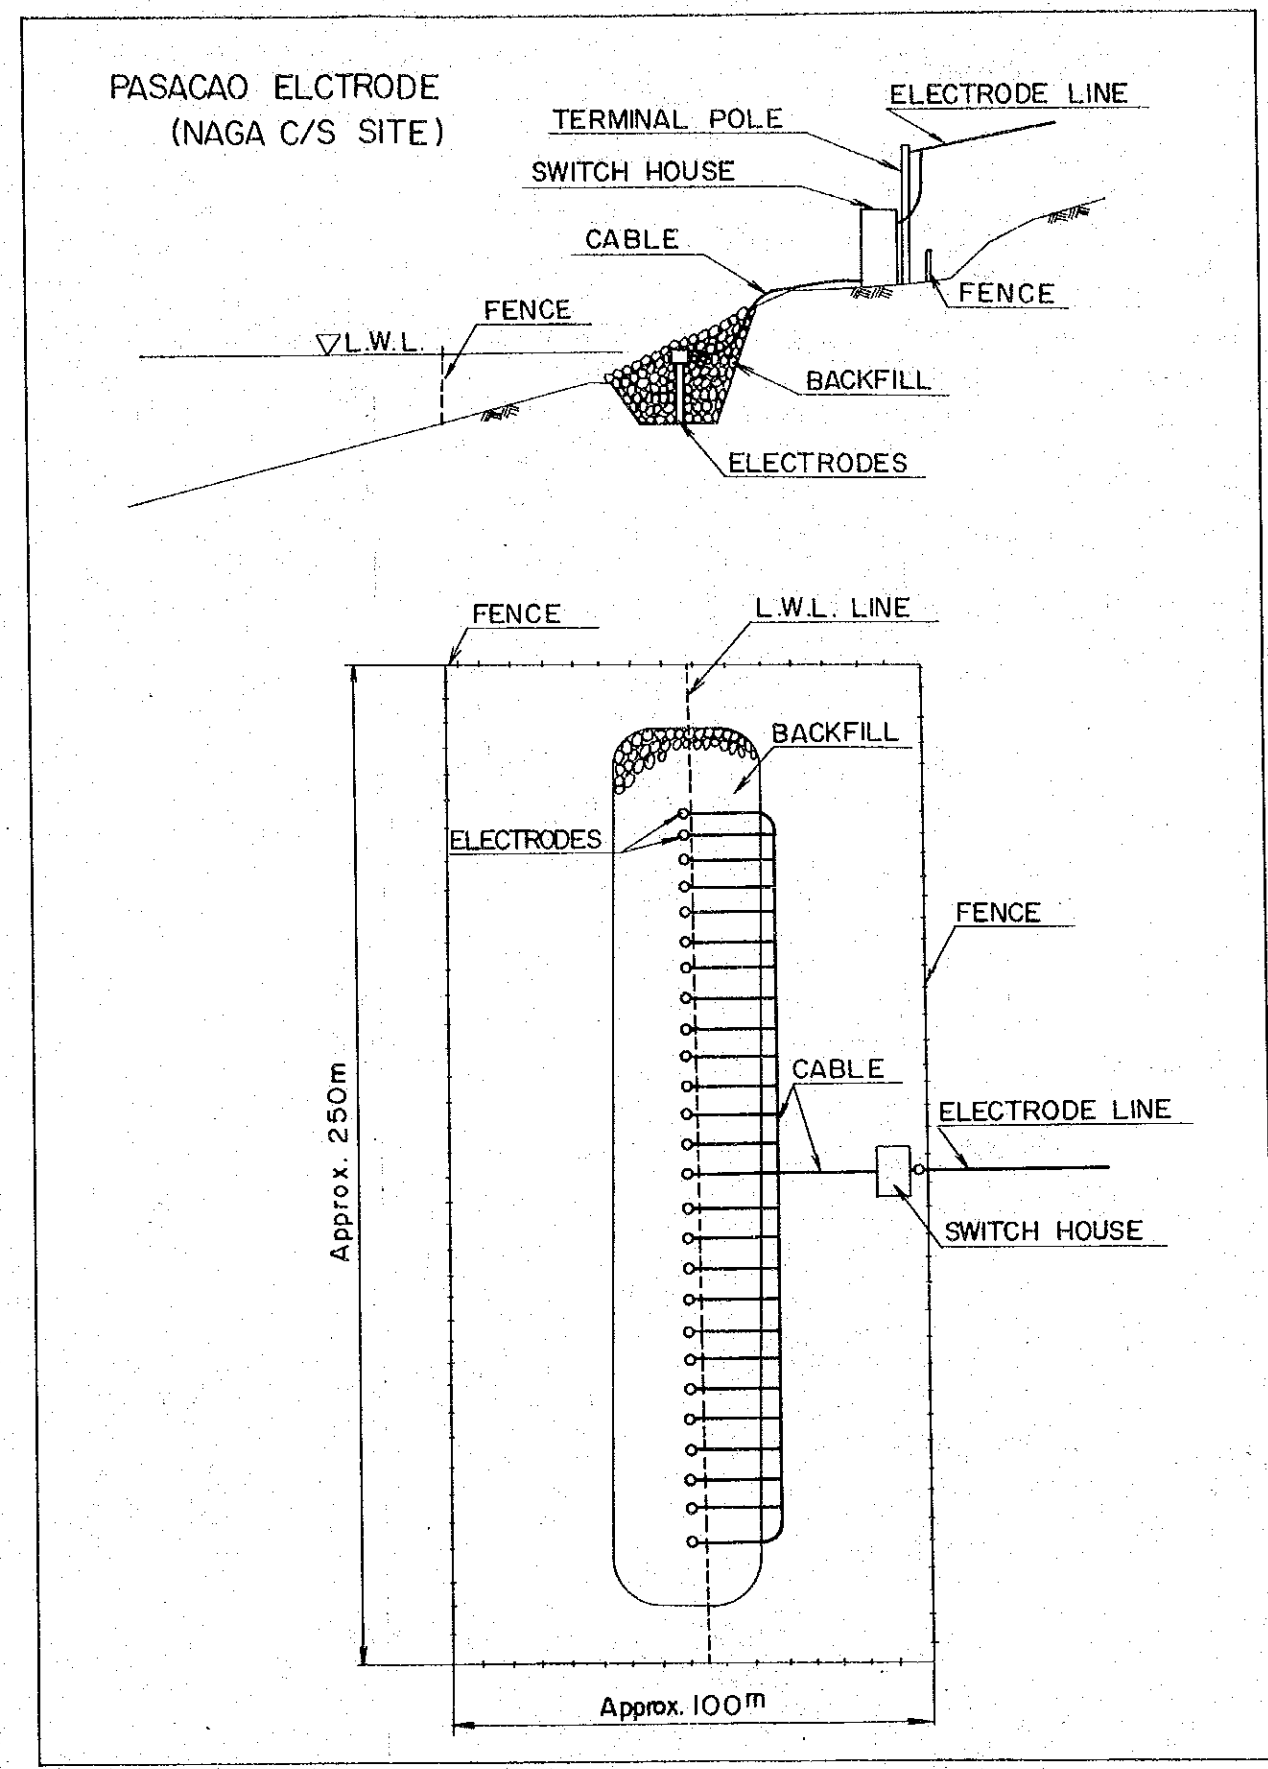 PASACAO ELCTRODE
(NAGA C/S SITE)
ELECTRODE LINE
TERMINAL POLE
SWITCH HOUSE
CABLE
FENCE
FENCE
L.W.L.
BACKFILL
ELECTRODES
FENCE
L.W.L. LINE
BACKFILL
ELECTRODES
FENCE
CABLE
ELECTRODE LINE
SWITCH HOUSE
Approx. 250m
Approx. 100m